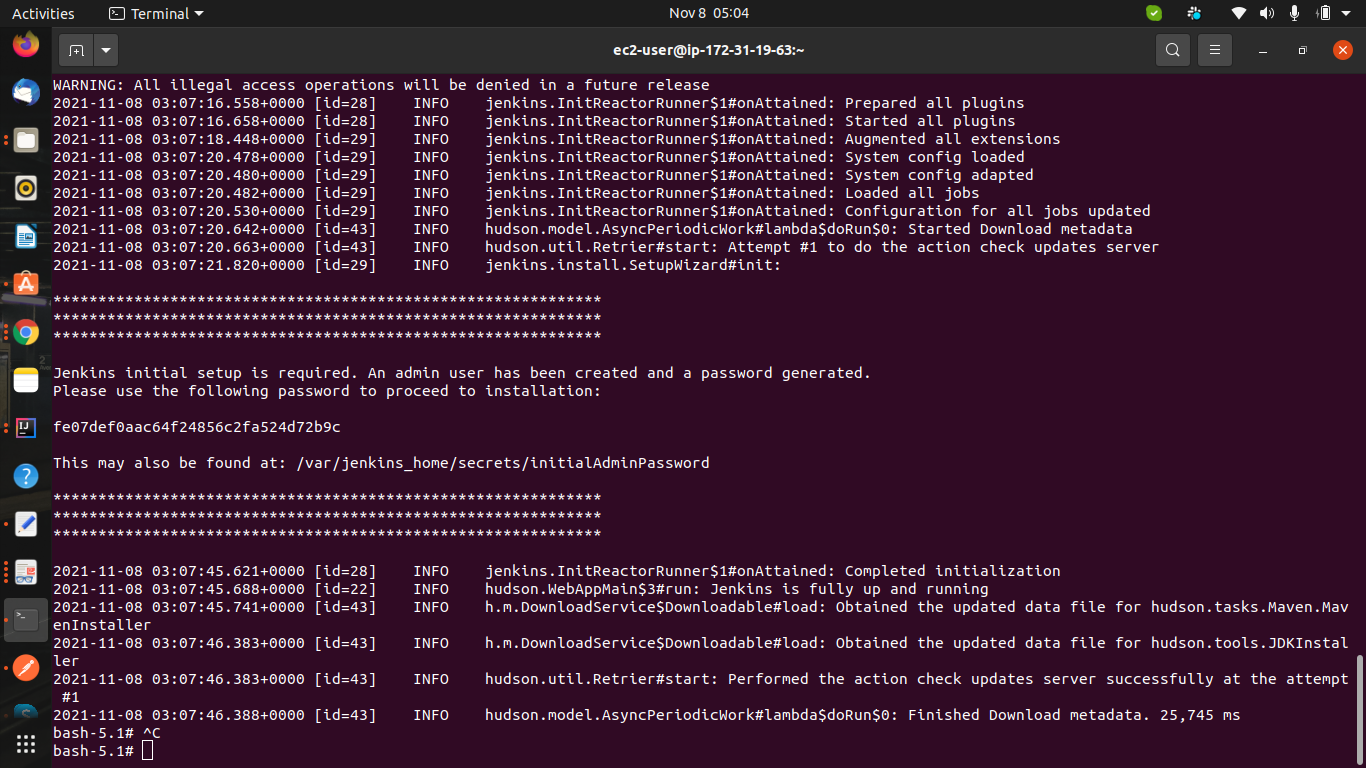 Activities
Terminal
Nov 8 05:04
ec2-user@ip-172-31-19-63:~
WARNING: All illegal access operations will be denied in a future release
2021-11-08 03:07:16.558+0000 [id=28] INFO jenkins.InitReactorRunner$1#onAttained: Prepared all plugins
2021-11-08 03:07:16.658+0000 [id=28] INFO jenkins.InitReactorRunner$1#onAttained: Started all plugins
2021-11-08 03:07:18.448+0000 [id=29] INFO jenkins.InitReactorRunner$1#onAttained: Augmented all extensions
2021-11-08 03:07:20.478+0000 [id=29] INFO jenkins.InitReactorRunner$1#onAttained: System config loaded
2021-11-08 03:07:20.480+0000 [id=29] INFO jenkins.InitReactorRunner$1#onAttained: System config adapted
2021-11-08 03:07:20.482+0000 [id=29] INFO jenkins.InitReactorRunner$1#onAttained: Loaded all jobs
2021-11-08 03:07:20.530+0000 [id=29] INFO jenkins.InitReactorRunner$1#onAttained: Configuration for all jobs updated
2021-11-08 03:07:20.642+0000 [id=43] INFO hudson.model.AsyncPeriodicWork#lambda$doRun$0: Started Download metadata
2021-11-08 03:07:20.663+0000 [id=43] INFO hudson.util.Retrier#start: Attempt #1 to do the action check updates server
2021-11-08 03:07:21.820+0000 [id=29] INFO jenkins.install.SetupWizard#init:
*************************************************************
*************************************************************
*************************************************************
Jenkins initial setup is required. An admin user has been created and a password generated.
Please use the following password to proceed to installation:
fe07def0aac64f24856c2fa524d72b9c
This may also be found at: /var/jenkins_home/secrets/initialAdminPassword
*************************************************************
*************************************************************
*************************************************************
2021-11-08 03:07:45.621+0000 [id=28] INFO jenkins.InitReactorRunner$1#onAttained: Completed initialization
2021-11-08 03:07:45.688+0000 [id=22] INFO hudson.WebAppMain$3#run: Jenkins is fully up and running
2021-11-08 03:07:45.741+0000 [id=43] INFO h.m.DownloadService$Downloadable#load: Obtained the updated data file for hudson.tasks.Maven.Mav
enInstaller
2021-11-08 03:07:46.383+0000 [id=43] INFO h.m.DownloadService$Downloadable#load: Obtained the updated data file for hudson.tools.JDKInstal
ler
2021-11-08 03:07:46.383+0000 [id=43] INFO hudson.util.Retrier#start: Performed the action check updates server successfully at the attempt
#1
2021-11-08 03:07:46.388+0000 [id=43] INFO hudson.model.AsyncPeriodicWork#lambda$doRun$0: Finished Download metadata. 25,745 ms
bash-5.1# ^C
bash-5.1#